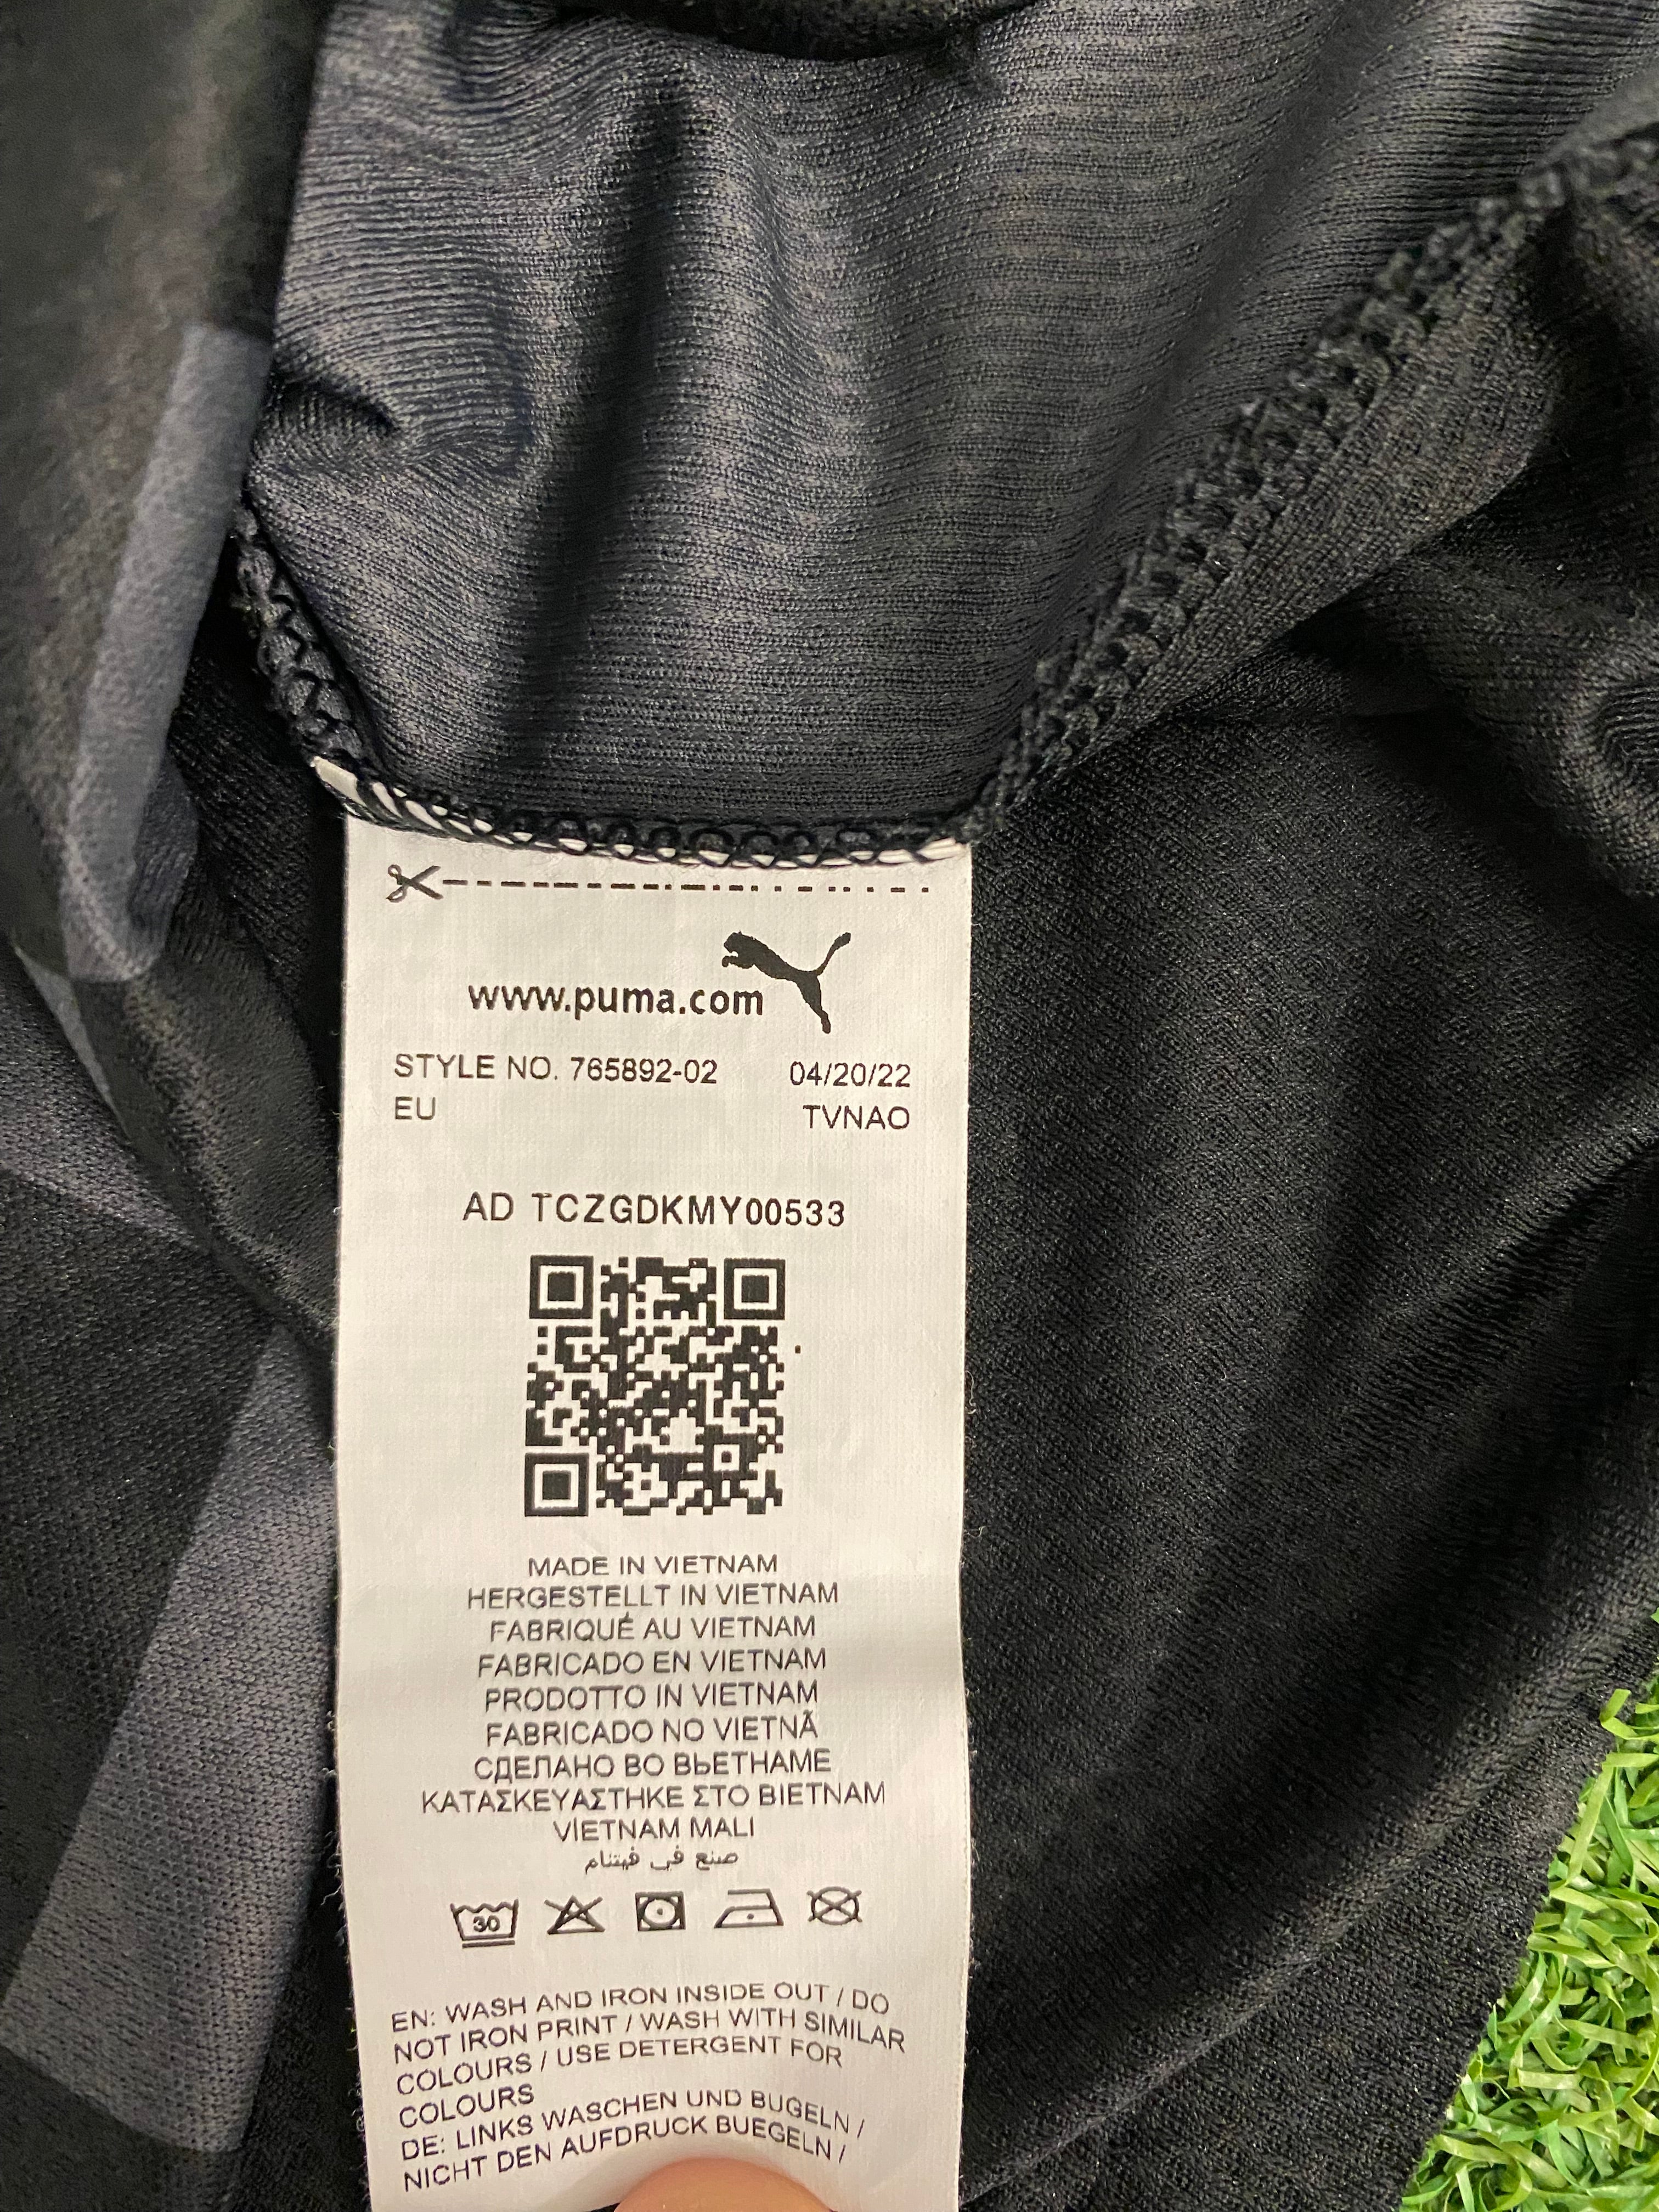 www.puma.com
STYLE NO. 765892-02 04/20/22
EU TVNAO
AD TCZGDKMY00533
MADE IN VIETNAM
HERGESTELLT IN VIETNAM
FABRIQUÉ AU VIETNAM
FABRICADO EN VIETNAM
PRODOTTO IN VIETNAM
FABRICADO NO VIETNÃ
СДЕЛАНО ВО ВЬЕТНАМЕ
ΚΑΤΑΣΚΕΥΑΣΤΗΚΕ ΣΤΟ ΒΙΕΤΝΑΜ
VİETNAM MALI
صنع في فيتنام
30
EN: WASH AND IRON INSIDE OUT / DO
NOT IRON PRINT / WASH WITH SIMILAR
COLOURS / USE DETERGENT FOR
COLOURS
DE: LINKS WASCHEN UND BUGELN /
NICHT DEN AUFDRUCK BUEGELN /